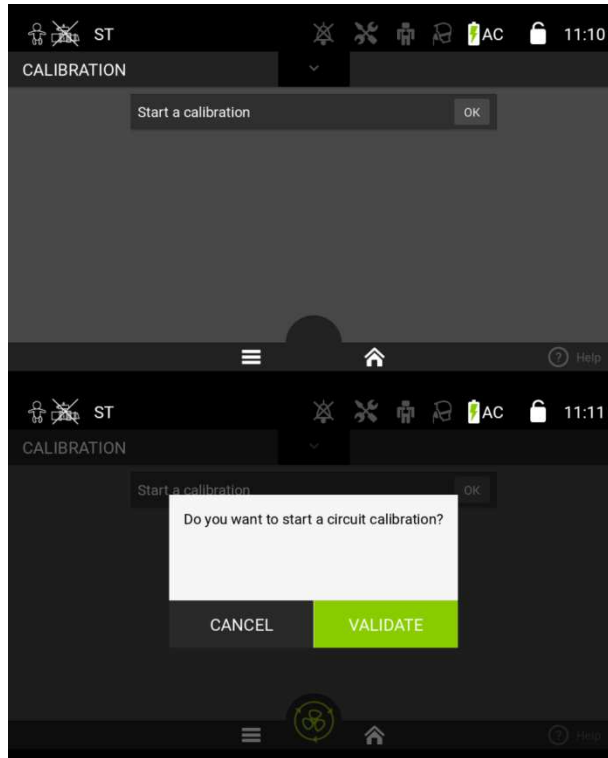 ST AC 11:10
CALIBRATION
Start a calibration OK
? Help
ST AC 11:11
CALIBRATION
Start a calibration OK
Do you want to start a circuit calibration?
CANCEL VALIDATE
? Help